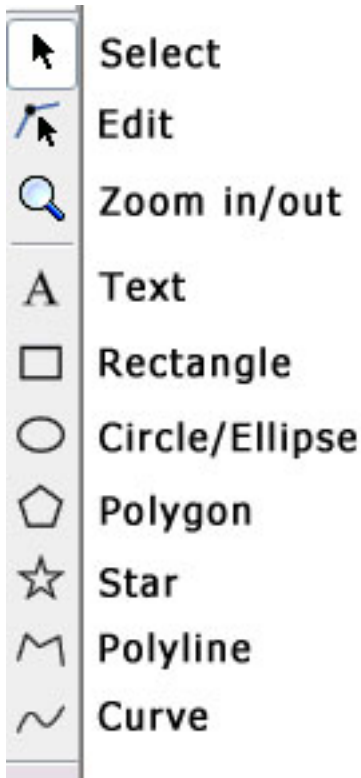 Select
Edit
Zoom in/out
A Text
Rectangle
Circle/Ellipse
Polygon
Star
Polyline
Curve